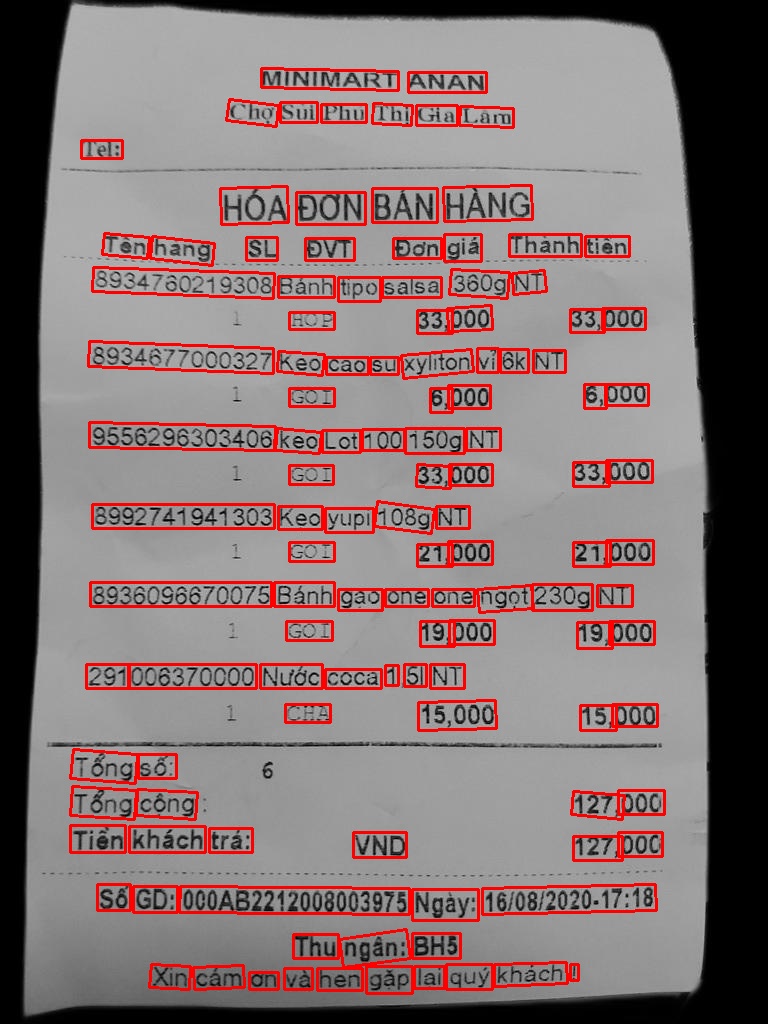 MINIMART ANAN
Chợ Sủi Phú Thị Gia Lâm
Tel:
HÓA ĐƠN BÁN HÀNG
Tên hàng SL ĐVT Đơn giá Thành tiền
8934760219308 Bánh tipo salsa 360g NT
1 HOP 33,000 33,000
8934677000327 Keo cao su xyliton vỉ 6k NT
1 GOI 6,000 6,000
9556296303406 keo Lot 100 150g NT
1 GOI 33,000 33,000
8992741941303 Keo yupi 108g NT
1 GOI 21,000 21,000
8936096670075 Bánh gạo one one ngọt 230g NT
1 GOI 19,000 19,000
291006370000 Nước coca 1,5l NT
1 CHA 15,000 15,000
Tổng số: 6
Tổng cộng : 127,000
Tiền khách trả: VND 127,000
Số GD: 000AB2212008003975 Ngày: 16/08/2020-17:18
Thu ngân: BH5
Xin cám ơn và hẹn gặp lại quý khách !